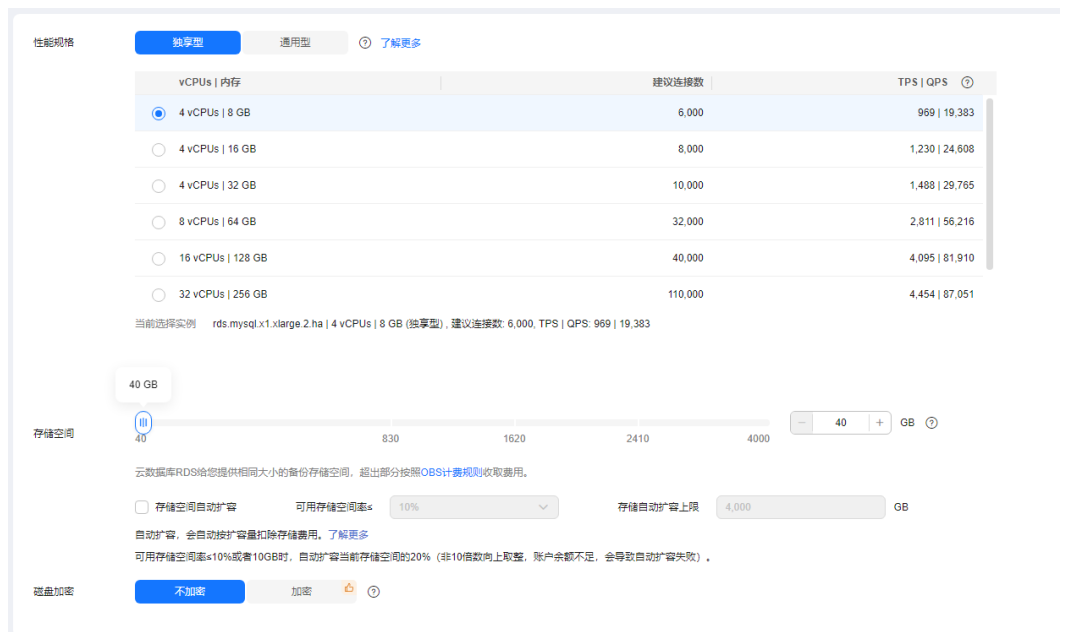 性能规格 独享型 通用型 ? 了解更多
vCPUs | 内存 建议连接数 TPS | QPS ?
4 vCPUs | 8 GB 6,000 969 | 19,383
4 vCPUs | 16 GB 8,000 1,230 | 24,608
4 vCPUs | 32 GB 10,000 1,488 | 29,765
8 vCPUs | 64 GB 32,000 2,811 | 56,216
16 vCPUs | 128 GB 40,000 4,095 | 81,910
32 vCPUs | 256 GB 110,000 4,454 | 87,051
当前选择实例 rds.mysql.x1.xlarge.2.ha | 4 vCPUs | 8 GB (独享型) , 建议连接数: 6,000, TPS | QPS: 969 | 19,383
40 GB
存储空间 40 830 1620 2410 4000 − 40 + GB ?
云数据库RDS给您提供相同大小的备份存储空间，超出部分按照OBS计费规则收取费用。
存储空间自动扩容 可用存储空间率≤ 10% 存储自动扩容上限 4,000 GB
自动扩容，会自动按扩容量扣除存储费用。了解更多
可用存储空间率≤10%或者10GB时，自动扩容当前存储空间的20%（非10倍数向上取整，账户余额不足，会导致自动扩容失败）。
磁盘加密 不加密 加密 ?